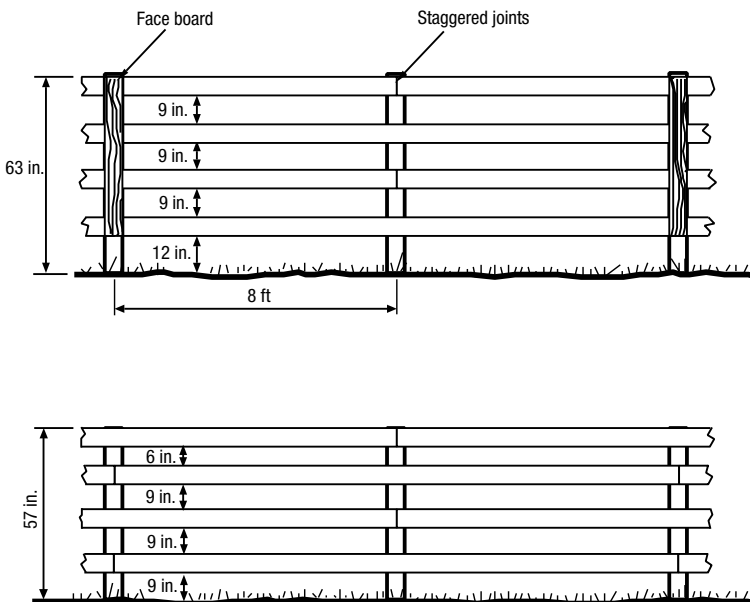 Face board
Staggered joints
9 in.
9 in.
63 in.
9 in.
12 in.
8 ft
6 in.
9 in.
57 in.
9 in.
9 in.